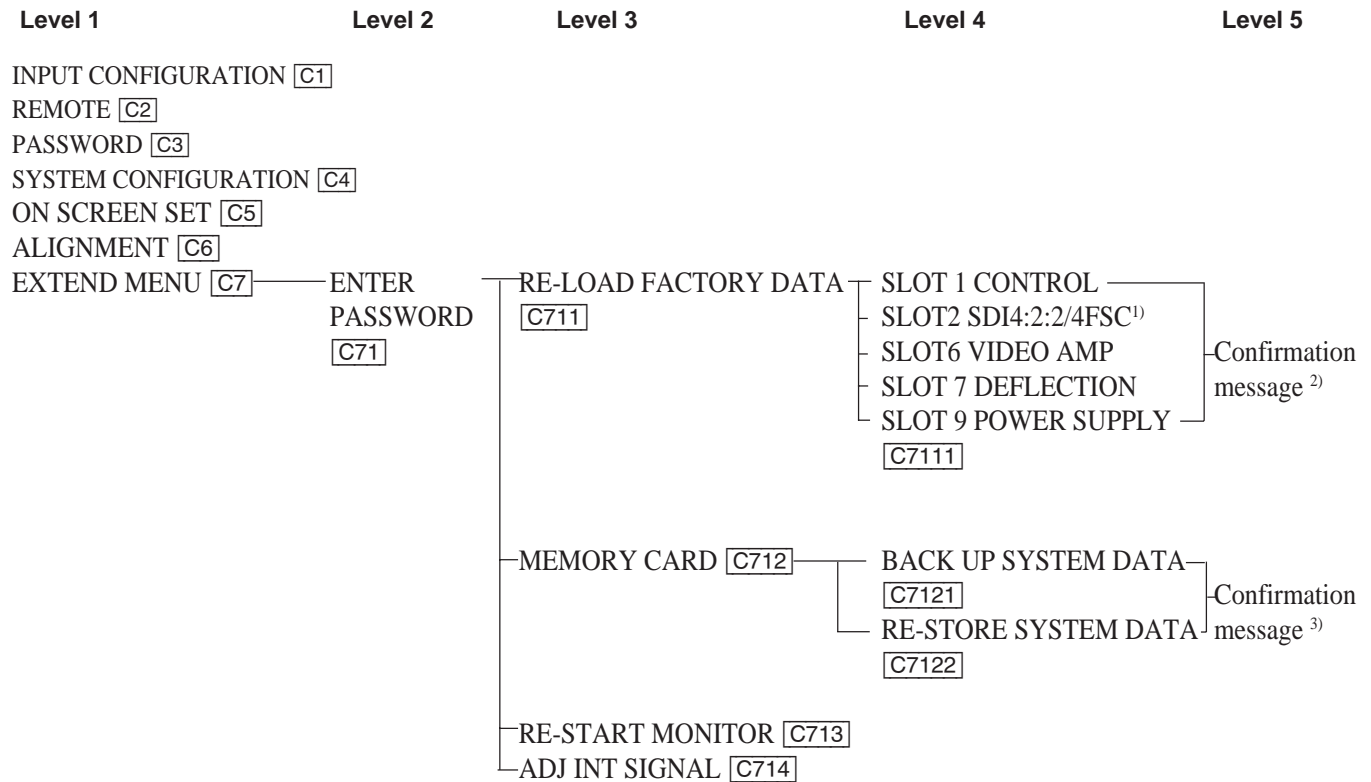 Level 1 Level 2 Level 3 Level 4 Level 5
INPUT CONFIGURATION C1
REMOTE C2
PASSWORD C3
SYSTEM CONFIGURATION C4
ON SCREEN SET C5
ALIGNMENT C6
EXTEND MENU C7 ENTER RE-LOAD FACTORY DATA SLOT 1 CONTROL
PASSWORD C711 SLOT2 SDI4:2:2/4FSC1)
C71 SLOT6 VIDEO AMP Confirmation
SLOT 7 DEFLECTION message 2)
SLOT 9 POWER SUPPLY
C7111
MEMORY CARD C712 BACK UP SYSTEM DATA
C7121 Confirmation
RE-STORE SYSTEM DATA message 3)
C7122
RE-START MONITOR C713
ADJ INT SIGNAL C714